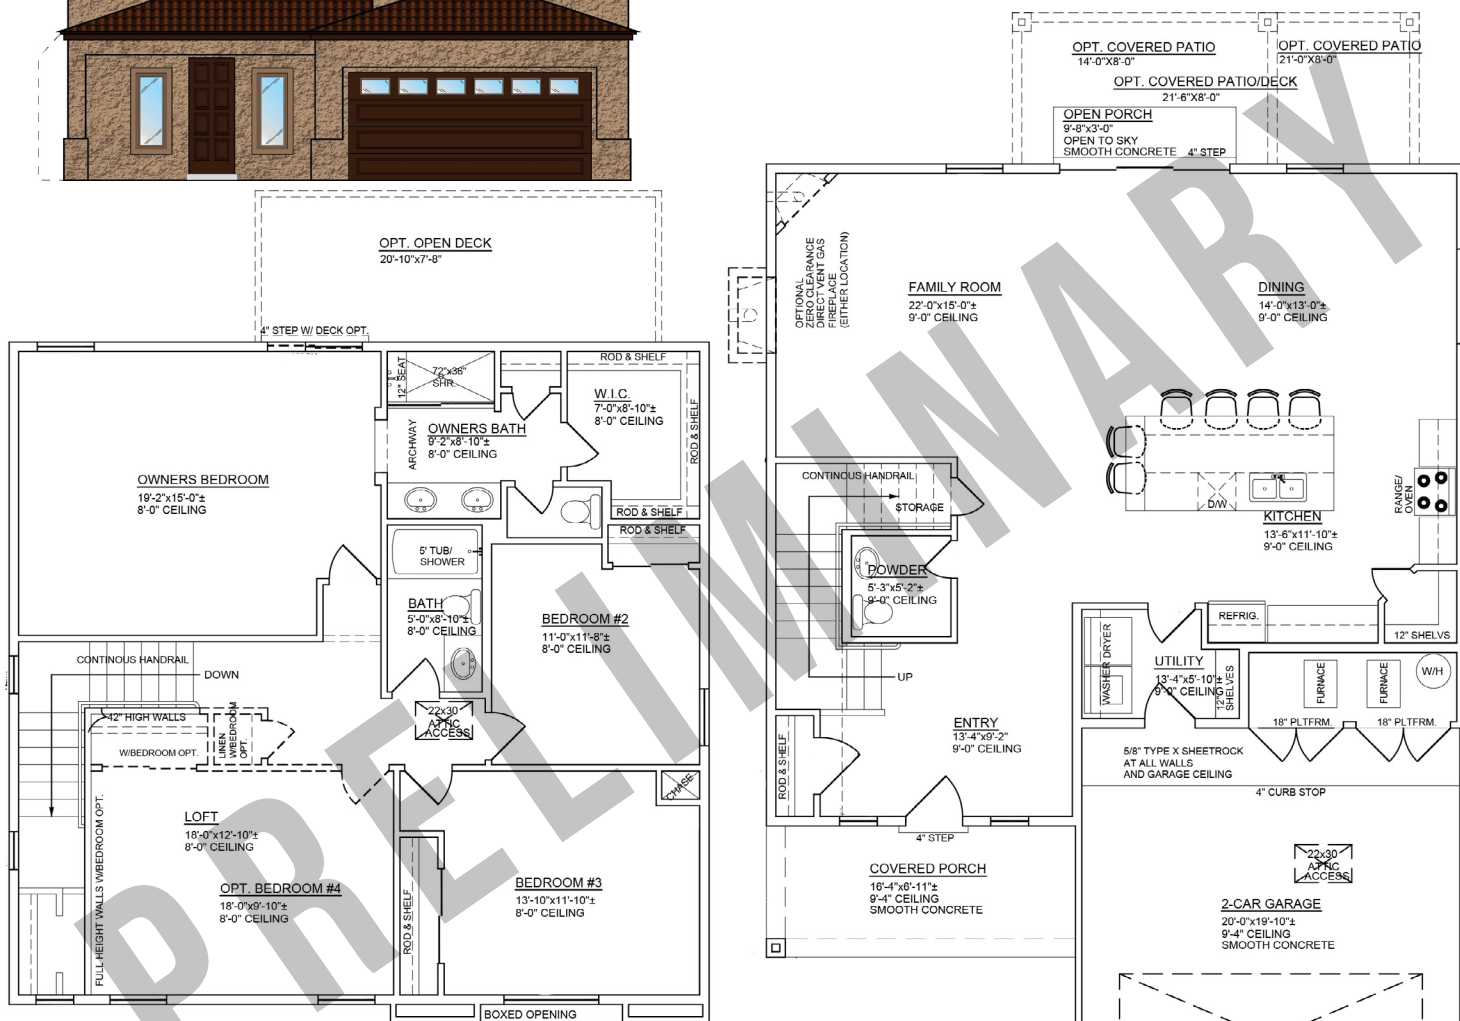 OPT. OPEN DECK
20'-10"x7'-8"
4" STEP W/ DECK OPT.
OWNERS BEDROOM
19'-2"x15'-0"±
8'-0" CEILING
12" SEAT
72"x36"
SHR.
ARCHWAY
OWNERS BATH
9'-2"x8'-10"±
8'-0" CEILING
ROD & SHELF
W.I.C.
7'-0"x8'-10"±
8'-0" CEILING
ROD & SHELF
ROD & SHELF
ROD & SHELF
5' TUB/
SHOWER
BATH
5'-0"x8'-10"±
8'-0" CEILING
BEDROOM #2
11'-0"x11'-8"±
8'-0" CEILING
CONTINOUS HANDRAIL
DOWN
42" HIGH WALLS
W/BEDROOM OPT.
LINEN
W/BEDROOM
OPT.
22x30
ATTIC
ACCESS
CHASE
LOFT
18'-0"x12'-10"±
8'-0" CEILING
FULL HEIGHT WALLS W/BEDROOM OPT.
OPT. BEDROOM #4
18'-0"x9'-10"±
8'-0" CEILING
ROD & SHELF
BEDROOM #3
13'-10"x11'-10"±
8'-0" CEILING
BOXED OPENING
OPT. COVERED PATIO
14'-0"X8'-0"
OPT. COVERED PATIO
21'-0"X8'-0"
OPT. COVERED PATIO/DECK
21'-6"X8'-0"
OPEN PORCH
9'-8"x3'-0"
OPEN TO SKY
SMOOTH CONCRETE
4" STEP
OPTIONAL
ZERO CLEARANCE
DIRECT VENT GAS
FIREPLACE
(EITHER LOCATION)
FAMILY ROOM
22'-0"x15'-0"±
9'-0" CEILING
DINING
14'-0"x13'-0"±
9'-0" CEILING
CONTINOUS HANDRAIL
STORAGE
D/W
RANGE/
OVEN
KITCHEN
13'-6"x11'-10"±
9'-0" CEILING
POWDER
5'-3"x5'-2"±
9'-0" CEILING
REFRIG.
12" SHELVS
WASHER DRYER
UTILITY
13'-4"x5'-10"±
9'-0" CEILING
12" SHELVES
FURNACE
FURNACE
W/H
18" PLTFRM.
18" PLTFRM.
UP
ENTRY
13'-4"x9'-2"
9'-0" CEILING
ROD & SHELF
5/8" TYPE X SHEETROCK
AT ALL WALLS
AND GARAGE CEILING
4" CURB STOP
4" STEP
COVERED PORCH
16'-4"x6'-11"±
9'-4" CEILING
SMOOTH CONCRETE
22x30
ATTIC
ACCESS
2-CAR GARAGE
20'-0"x19'-10"±
9'-4" CEILING
SMOOTH CONCRETE
PRELIMINARY